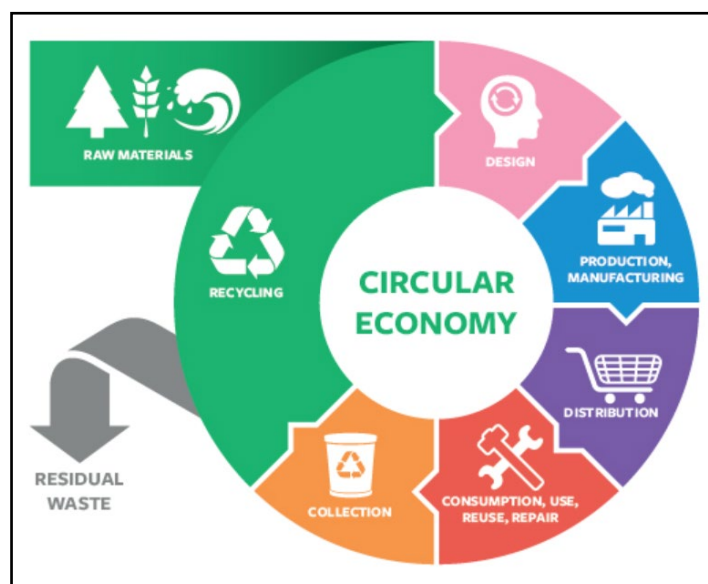 RAW MATERIALS
DESIGN
PRODUCTION,
MANUFACTURING
DISTRIBUTION
CONSUMPTION, USE,
REUSE, REPAIR
COLLECTION
RECYCLING
CIRCULAR
ECONOMY
RESIDUAL
WASTE